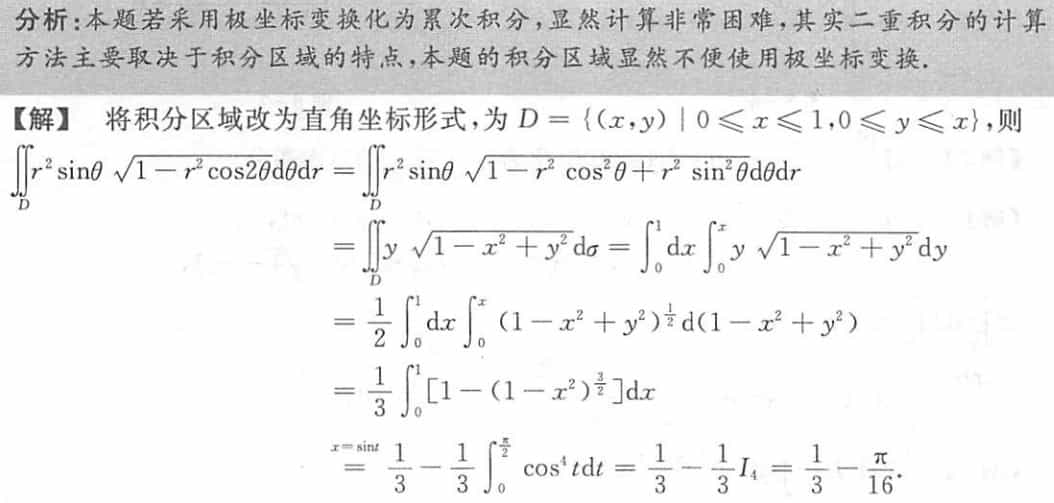 分析:本题若采用极坐标变换化为累次积分,显然计算非常困难,其实二重积分的计算
方法主要取决于积分区域的特点,本题的积分区域显然不便使用极坐标变换.
【解】 将积分区域改为直角坐标形式,为 D = {(x,y) | 0 ⩽ x ⩽ 1,0 ⩽ y ⩽ x},则
$\iint\limits_D r^2 \sin\theta \sqrt{1-r^2\cos2\theta} d\theta dr = \iint\limits_D r^2 \sin\theta \sqrt{1-r^2\cos^2\theta+r^2\sin^2\theta} d\theta dr$
$= \iint\limits_D y \sqrt{1-x^2+y^2} d\sigma = \int_0^1 dx \int_0^x y \sqrt{1-x^2+y^2} dy$
$= \frac{1}{2} \int_0^1 dx \int_0^x (1-x^2+y^2)^{\frac{1}{2}} d(1-x^2+y^2)$
$= \frac{1}{3} \int_0^1 [1-(1-x^2)^{\frac{3}{2}}] dx$
$\overset{x=\sin t}{=} \frac{1}{3} - \frac{1}{3} \int_0^{\frac{\pi}{2}} \cos^4 t dt = \frac{1}{3} - \frac{1}{3} I_4 = \frac{1}{3} - \frac{\pi}{16}.$